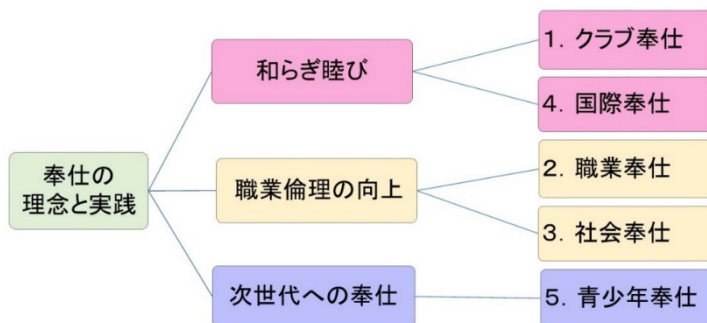 奉仕の
理念と実践
和らぎ睦び
職業倫理の向上
次世代への奉仕
1. クラブ奉仕
4. 国際奉仕
2. 職業奉仕
3. 社会奉仕
5. 青少年奉仕